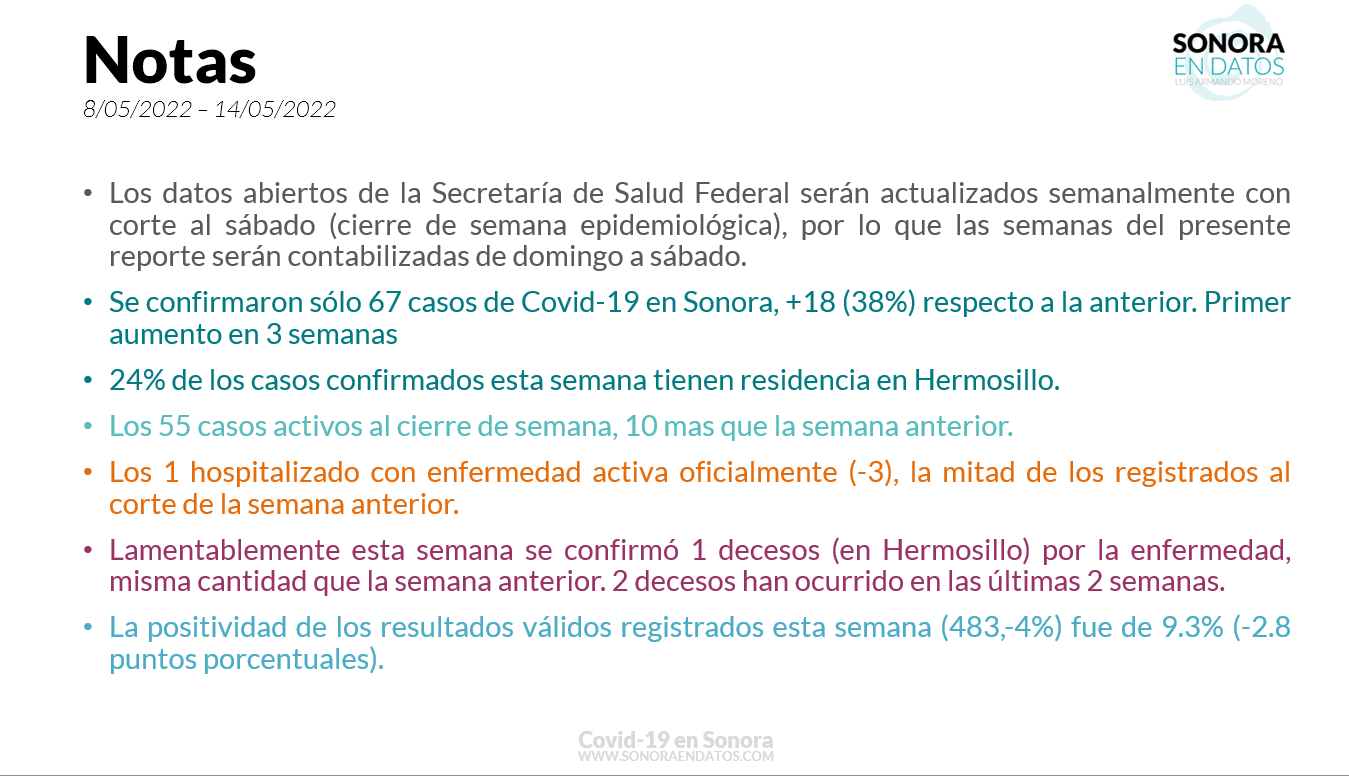 Notas
8/05/2022 – 14/05/2022
SONORA
EN DATOS
LUIS ARMANDO MORENO
• Los datos abiertos de la Secretaría de Salud Federal serán actualizados semanalmente con
corte al sábado (cierre de semana epidemiológica), por lo que las semanas del presente
reporte serán contabilizadas de domingo a sábado.
• Se confirmaron sólo 67 casos de Covid-19 en Sonora, +18 (38%) respecto a la anterior. Primer
aumento en 3 semanas
• 24% de los casos confirmados esta semana tienen residencia en Hermosillo.
• Los 55 casos activos al cierre de semana, 10 mas que la semana anterior.
• Los 1 hospitalizado con enfermedad activa oficialmente (-3), la mitad de los registrados al
corte de la semana anterior.
• Lamentablemente esta semana se confirmó 1 decesos (en Hermosillo) por la enfermedad,
misma cantidad que la semana anterior. 2 decesos han ocurrido en las últimas 2 semanas.
• La positividad de los resultados válidos registrados esta semana (483,-4%) fue de 9.3% (-2.8
puntos porcentuales).
Covid-19 en Sonora
WWW.SONORAENDATOS.COM